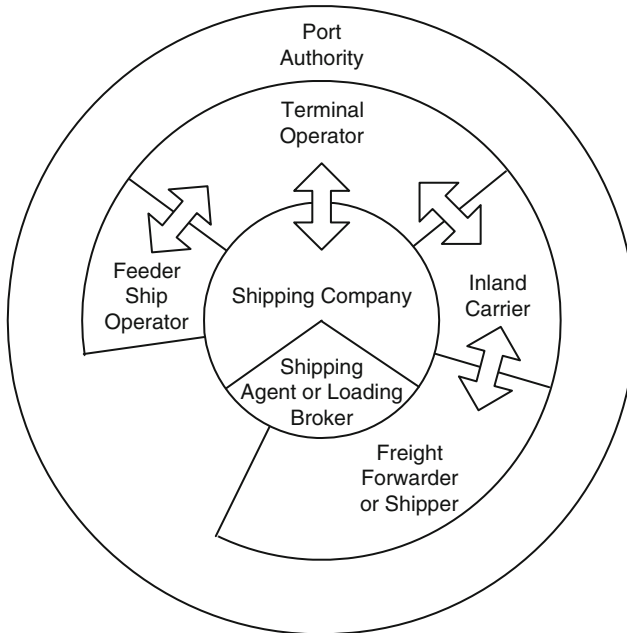 Port
Authority
Terminal
Operator
Feeder
Ship
Operator
Shipping Company
Inland
Carrier
Shipping
Agent or Loading
Broker
Freight
Forwarder
or Shipper